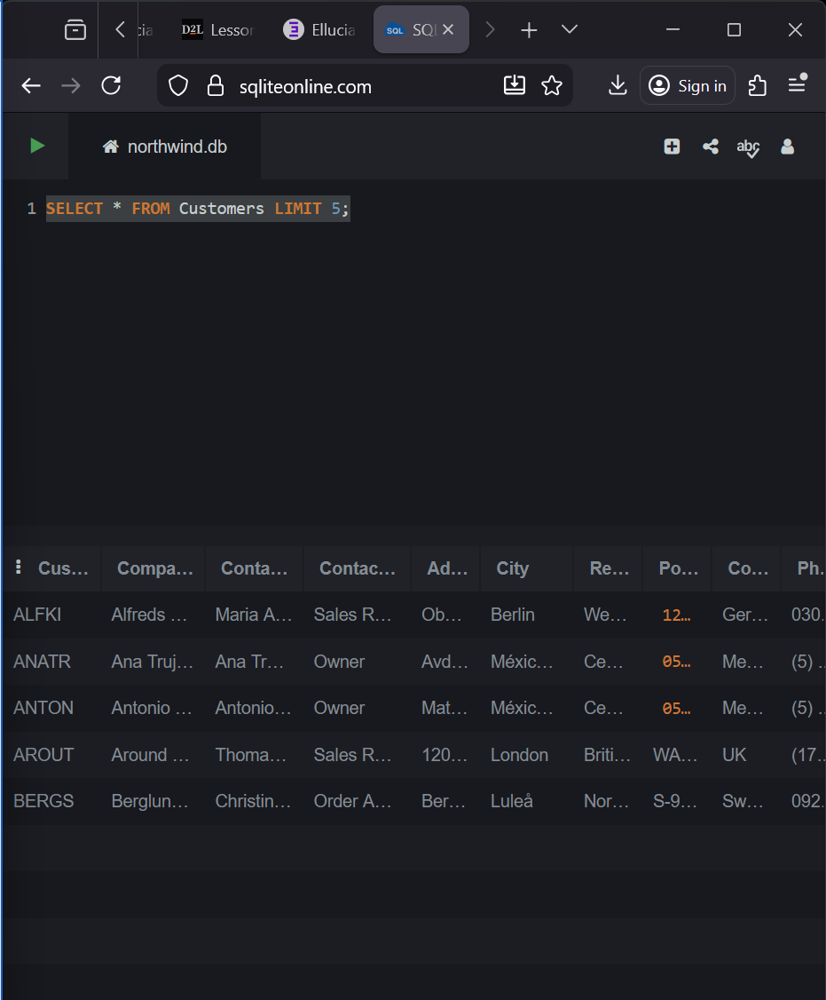 cia D2L Lessor Ellucia SQL SQ
sqliteonline.com Sign in
northwind.db abc
1 SELECT * FROM Customers LIMIT 5;
Cus... Compa... Conta... Contac... Ad... City Re... Po... Co... Ph.
ALFKI Alfreds ... Maria A... Sales R... Ob... Berlin We... 12... Ger... 030.
ANATR Ana Truj... Ana Tr... Owner Avd... Méxic... Ce... 05... Me... (5) ..
ANTON Antonio ... Antonio... Owner Mat... Méxic... Ce... 05... Me... (5) ..
AROUT Around ... Thoma... Sales R... 120... London Briti... WA... UK (17..
BERGS Berglun... Christin... Order A... Ber... Luleå Nor... S-9... Sw... 092.